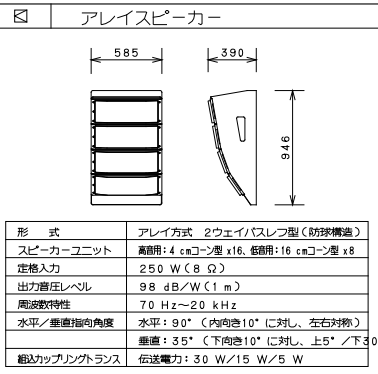 アレイスピーカー
585
390
946
形 式 アレイ方式 2ウェイバスレフ型(防球構造)
スピーカーユニット 高音用:4 cmコーン型 x16、低音用:16 cmコーン型 x8
定格入力 250 W(8 Ω)
出力音圧レベル 98 dB/W(1 m)
周波数特性 70 Hz~20 kHz
水平/垂直指向角度 水平:90°(内向き10°に対し、左右対称)
垂直:35°(下向き10°に対し、上5°/下30
組込カップリングトランス 伝送電力:30 W/15 W/5 W